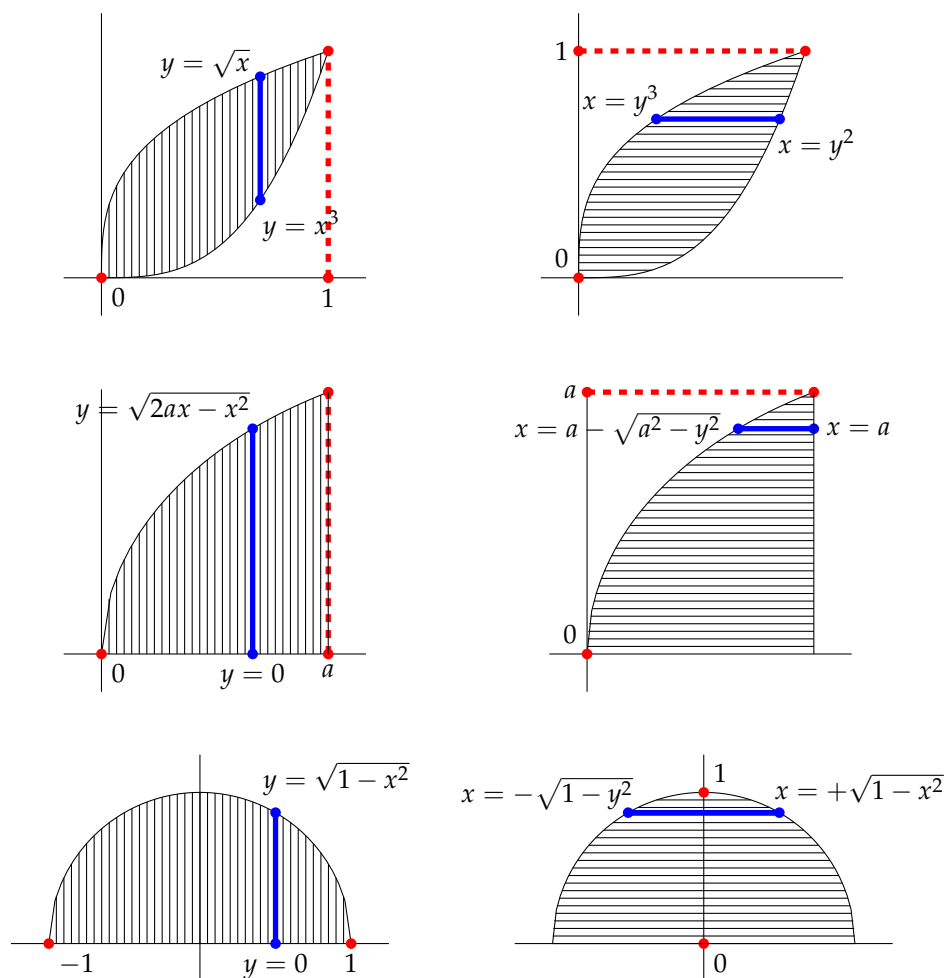 y = √x
y = x³
0
1
1
x = y³
x = y²
0
y = √(2ax − x²)
0
y = 0
a
a
x = a − √(a² − y²)
x = a
0
y = √(1 − x²)
−1
y = 0
1
1
x = −√(1 − y²)
x = +√(1 − x²)
0